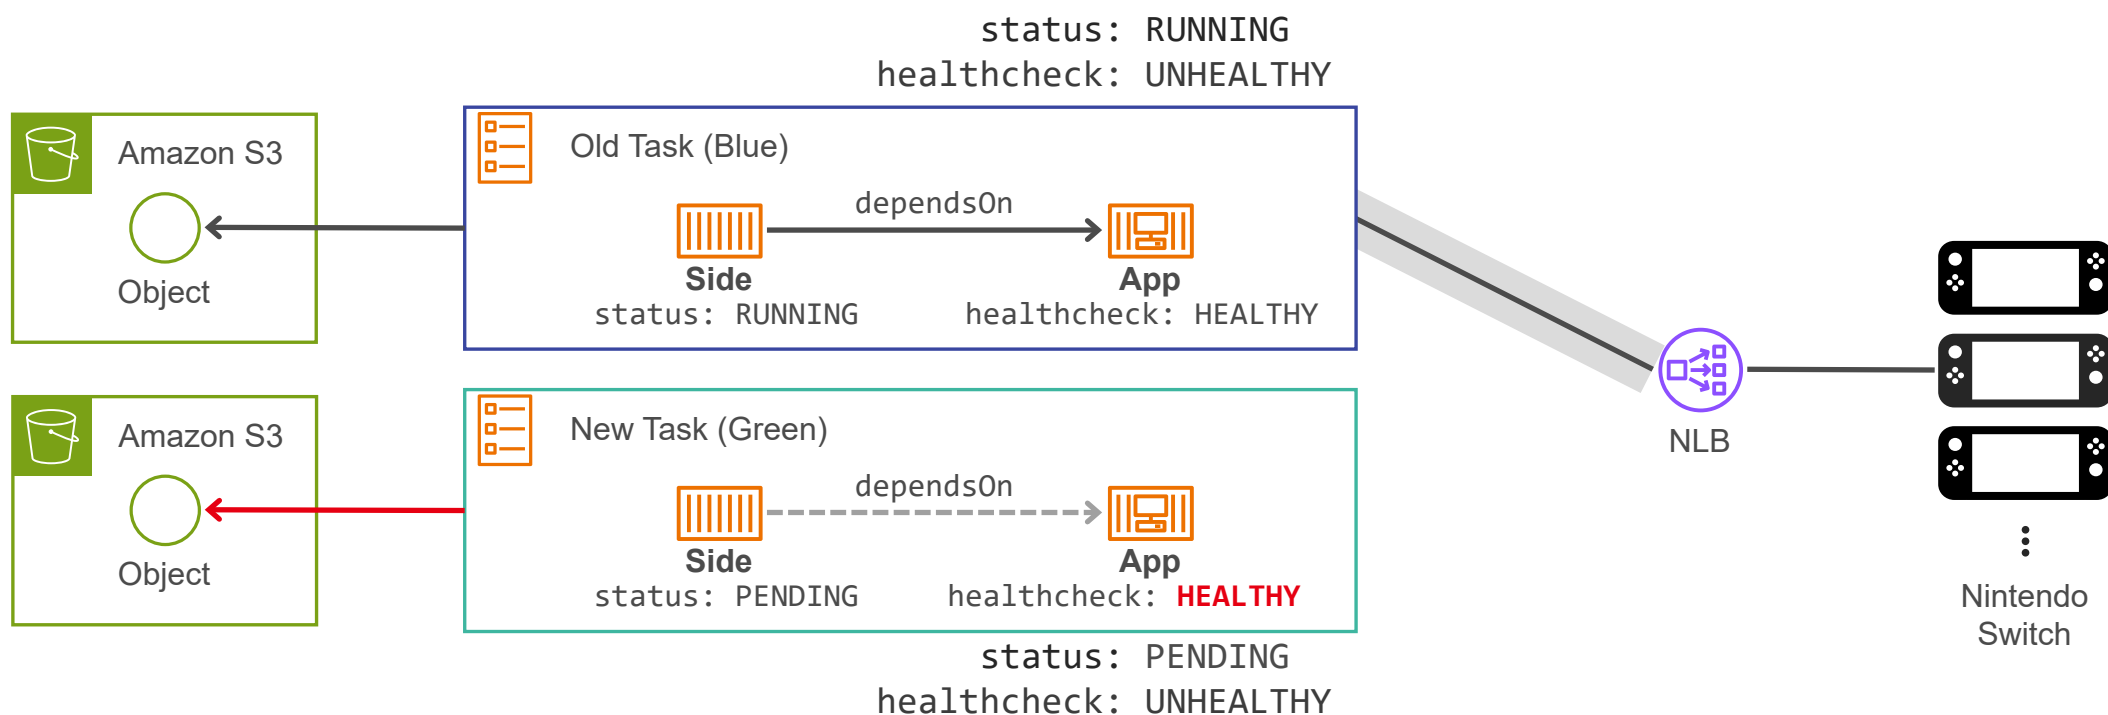 status: RUNNING
healthcheck: UNHEALTHY
Amazon S3
Object
Old Task (Blue)
dependsOn
Side
status: RUNNING
App
healthcheck: HEALTHY
Amazon S3
Object
New Task (Green)
dependsOn
Side
status: PENDING
App
healthcheck: HEALTHY
status: PENDING
healthcheck: UNHEALTHY
NLB
Nintendo
Switch